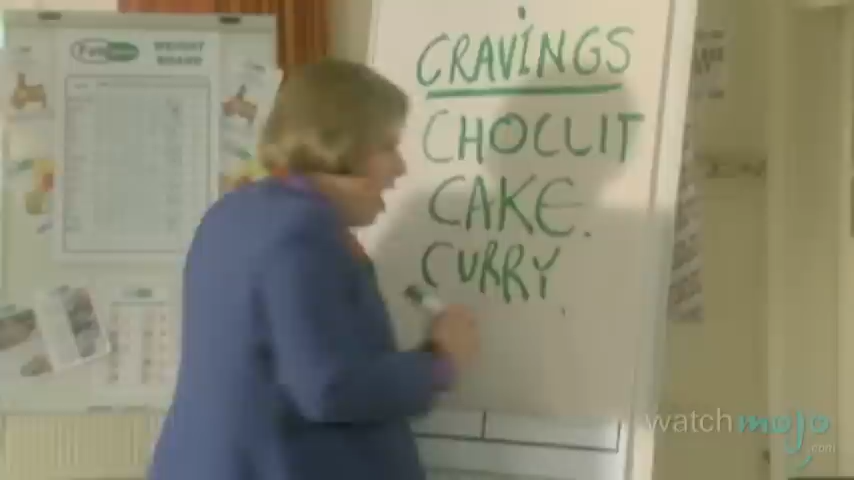 CRAVINGS
CHOCLIT
CAKE.
CURRY
WEIGHT
BOARD
watchmojo
.com